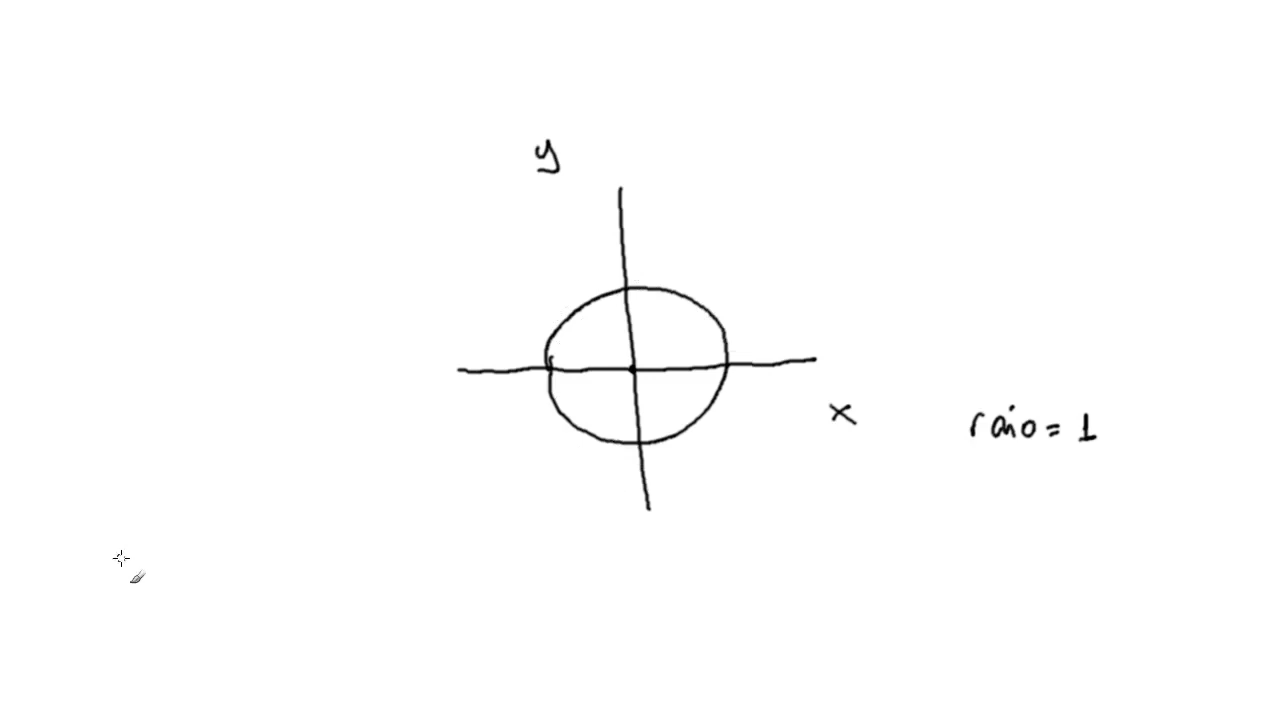 y
x
raio = 1